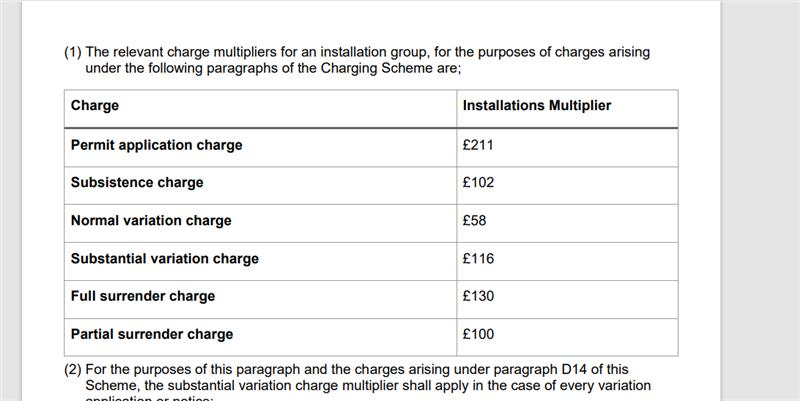 (1) The relevant charge multipliers for an installation group, for the purposes of charges arising
under the following paragraphs of the Charging Scheme are;
Charge Installations Multiplier
Permit application charge £211
Subsistence charge £102
Normal variation charge £58
Substantial variation charge £116
Full surrender charge £130
Partial surrender charge £100
(2) For the purposes of this paragraph and the charges arising under paragraph D14 of this
Scheme, the substantial variation charge multiplier shall apply in the case of every variation
application or notice;